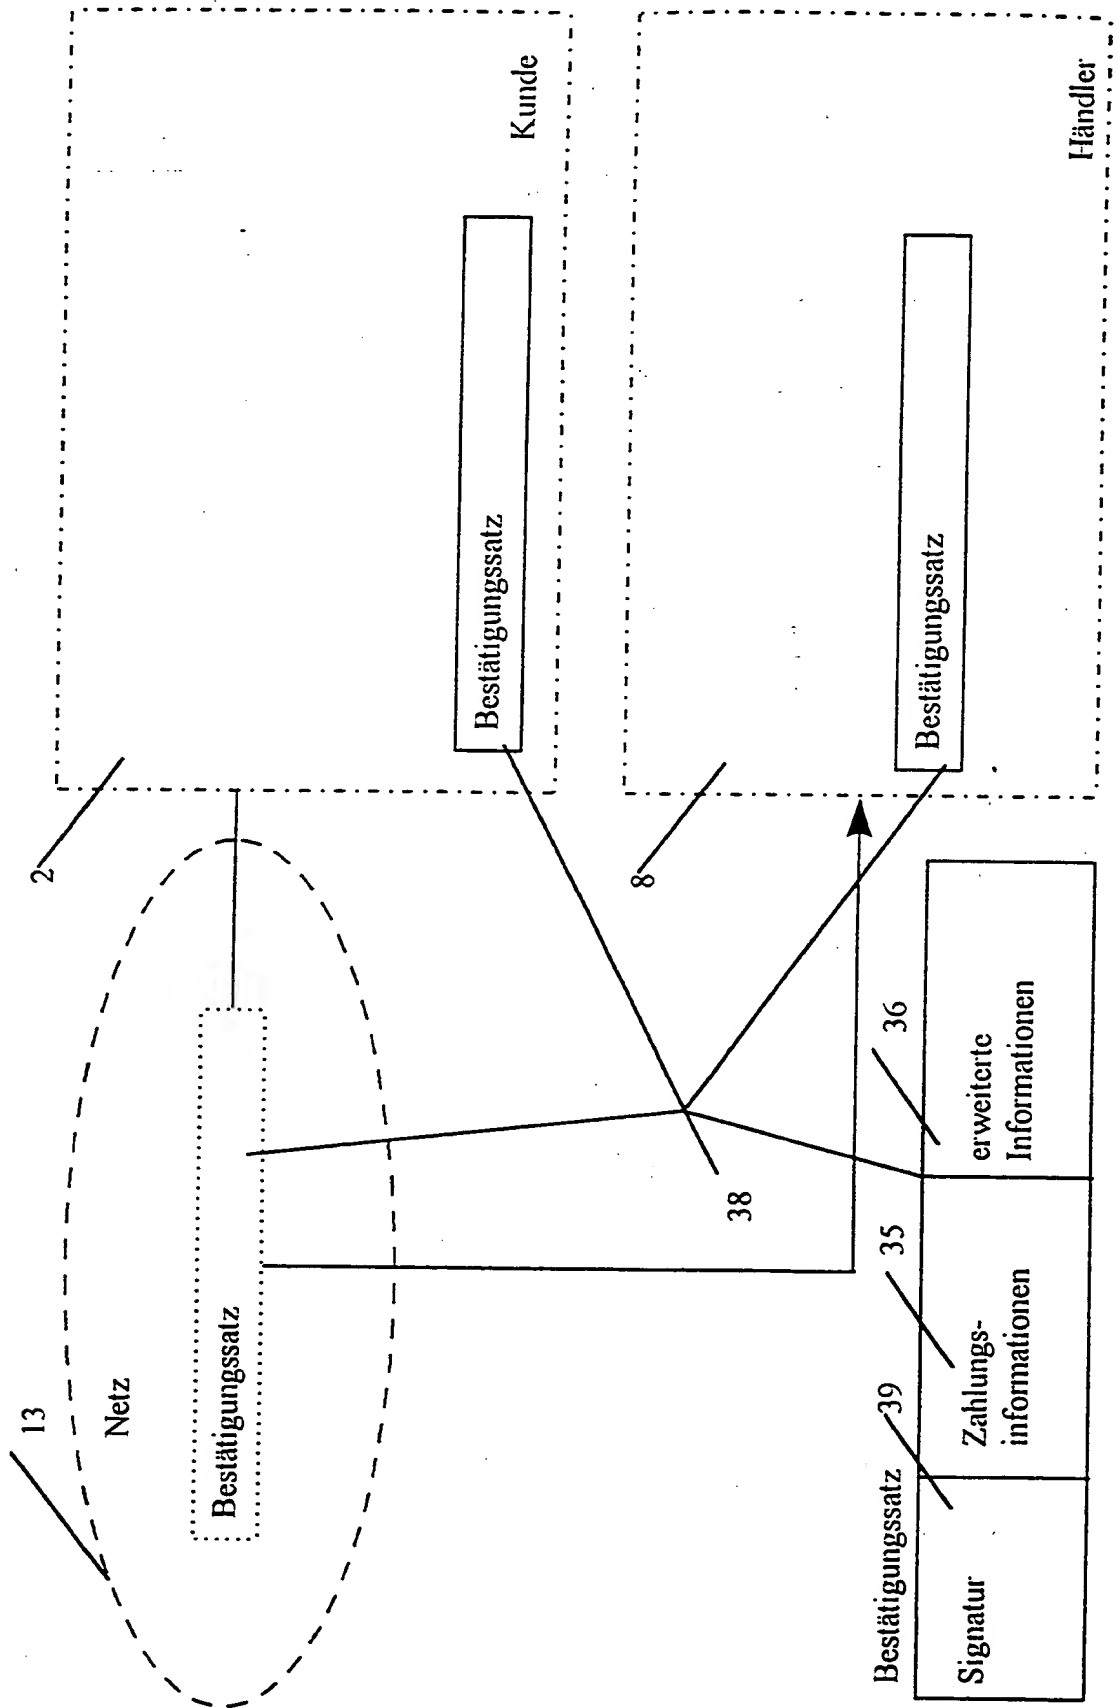 13
Netz
Bestätigungssatz
2
Bestätigungssatz
Kunde
38
8
Bestätigungssatz
Händler
Bestätigungssatz
39
35
36
Signatur
Zahlungs-
informationen
erweiterte
Informationen